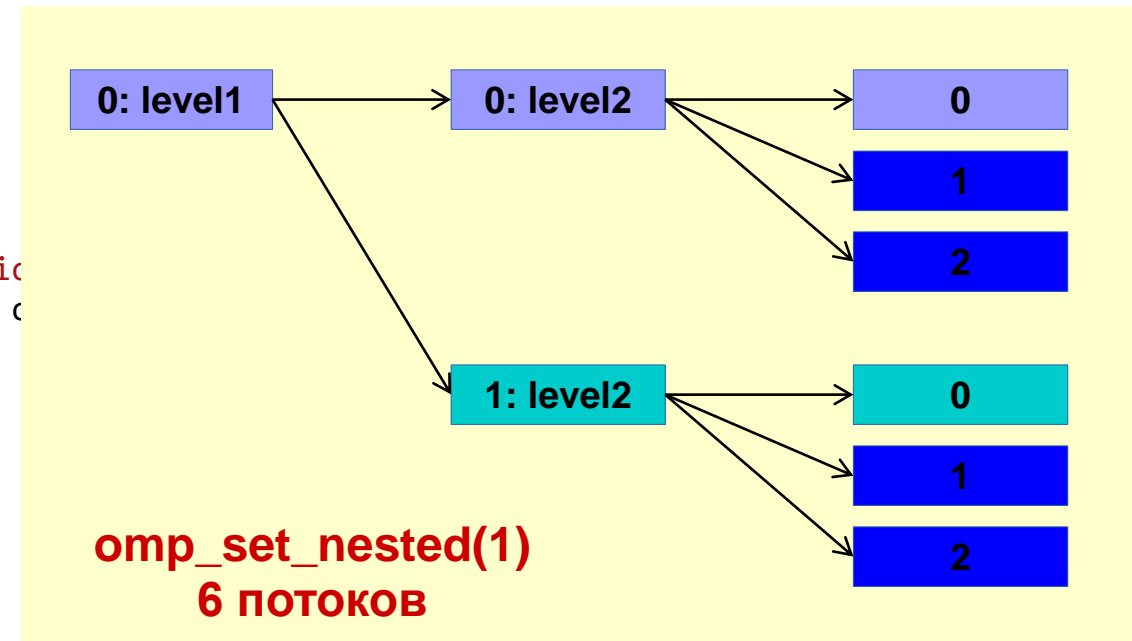 0: level1
0: level2
0
1
2
1: level2
0
1
2
omp_set_nested(1)
6 потоков